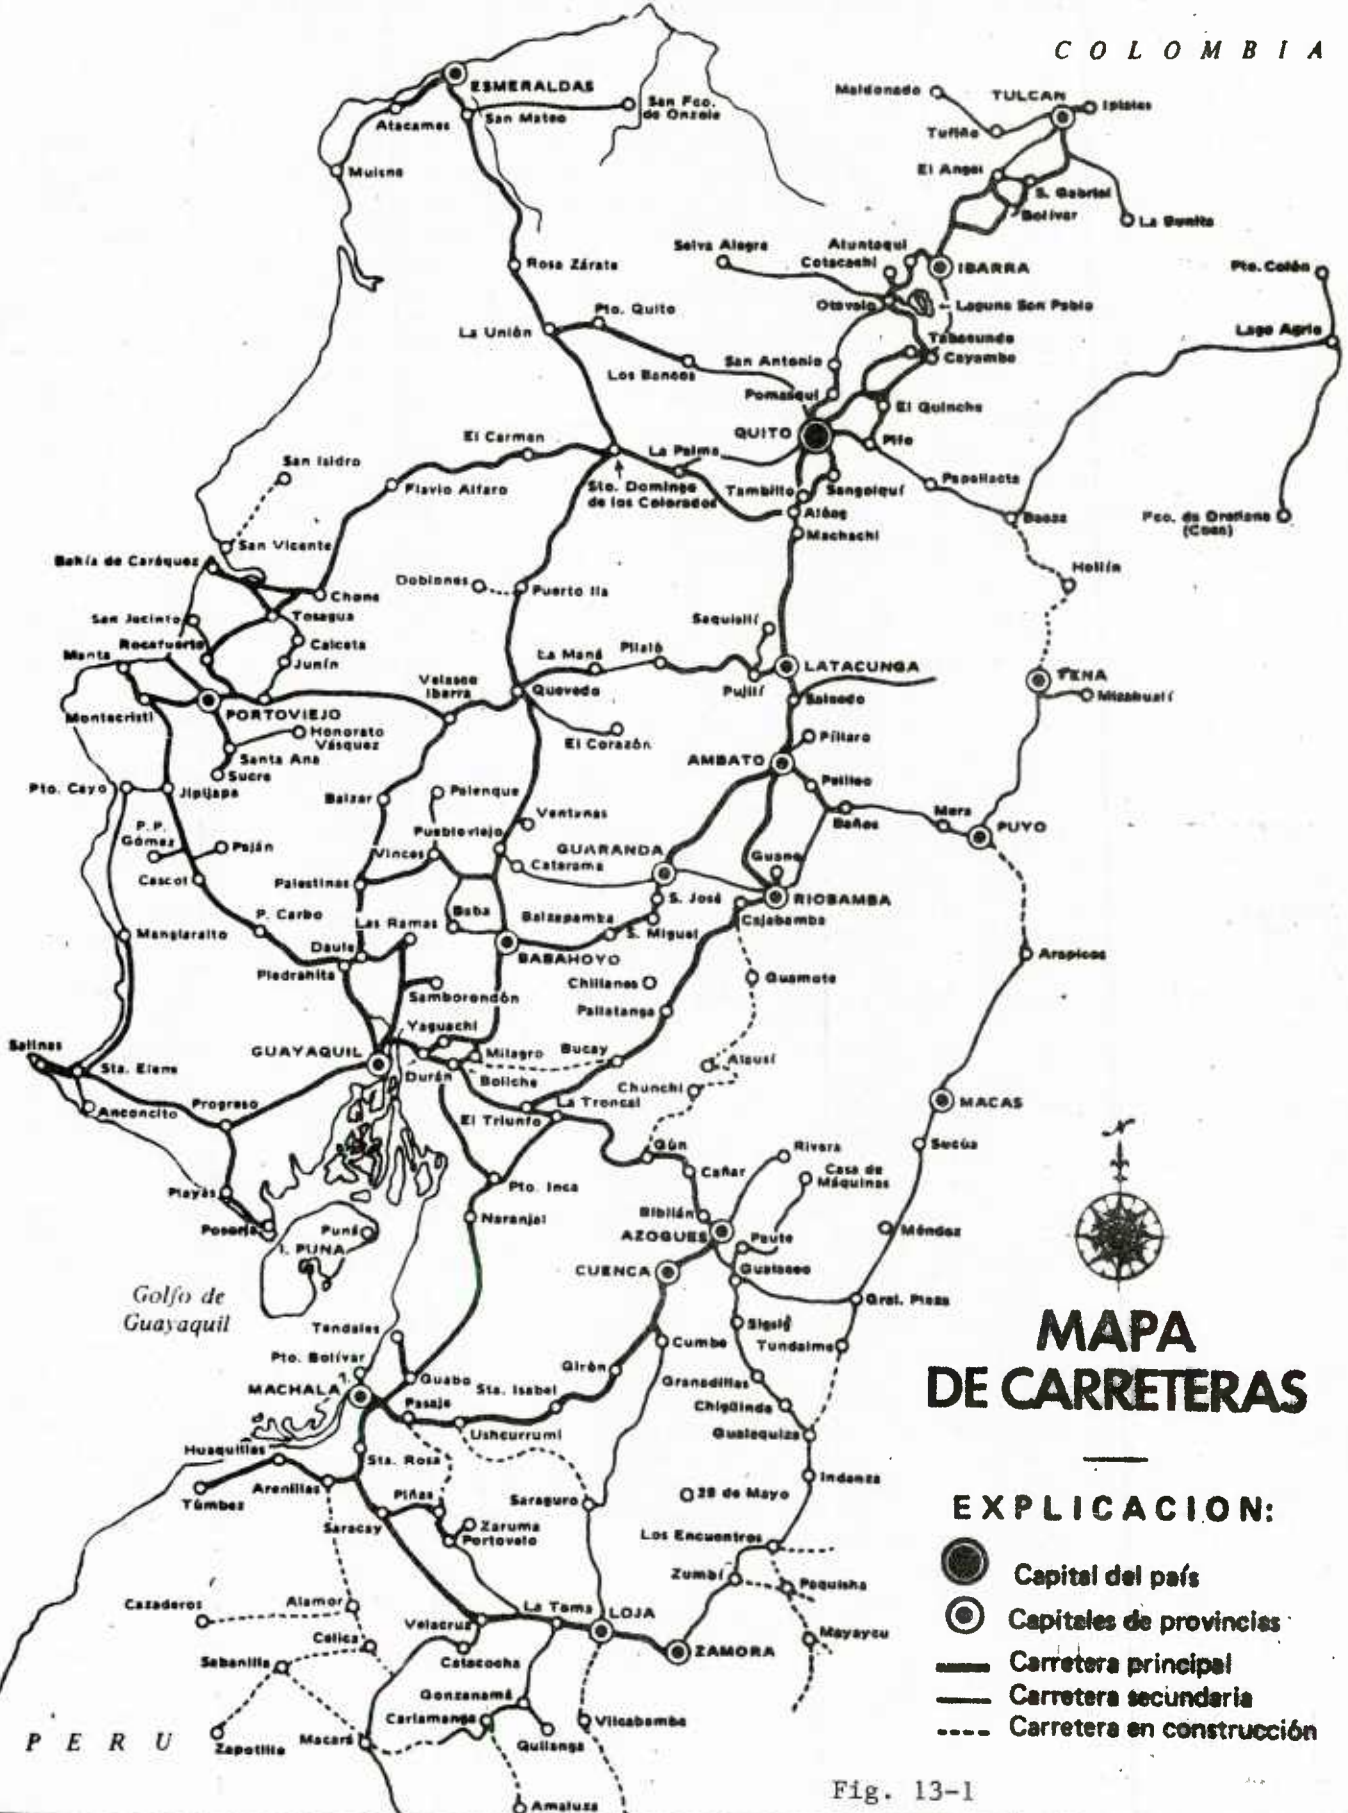 COLOMBIA
ESMERALDAS
San Mateo
San Fco.
de Onzole
Atacames
Muisne
Maldonado
TULCAN
Ipiales
Tufiño
El Angel
S. Gabriel
Bolívar
La Bonita
Selva Alegre
Atuntaqui
Cotacachi
IBARRA
Otavalo
Laguna San Pablo
Pto. Colón
Lago Agrio
Rosa Zárate
La Unión
Pto. Quito
Los Bancos
San Antonio
Tabacundo
Cayambe
Pomasqui
El Quinche
QUITO
Pifo
El Carmen
La Palma
San Isidro
Flavio Alfaro
Sto. Domingo
de los Colorados
Tambillo
Sangolquí
Papallacta
Alóag
Baeza
Fco. de Orellana
(Coca)
Machachi
San Vicente
Bahía de Caráquez
Hollín
Doblones
Puerto Ila
Chone
San Jacinto
Tosagua
Saquisilí
Rocafuerte
Calceta
Manta
Junín
La Maná
Pilaló
LATACUNGA
TENA
Velasco
Ibarra
Quevedo
Pujilí
Salcedo
Misahuallí
Montecristi
PORTOVIEJO
Honorato
Vásquez
El Corazón
Píllaro
Santa Ana
AMBATO
Sucre
Pto. Cayo
Jipijapa
Balzar
Palenque
Pelileo
Ventanas
Mera
PUYO
Baños
P.P.
Gómez
Paján
Puebloviejo
GUARANDA
Guano
Vinces
Catarama
Cascol
Palestinas
S. José
RIOBAMBA
P. Carbo
Las Ramas
Baba
Balzapamba
Cajabamba
Manglaralto
S. Miguel
Daule
BABAHOYO
Arapicos
Piedrahita
Chillanes
Guamote
Samborondón
Pallatanga
Salinas
Yaguachi
GUAYAQUIL
Milagro
Bucay
Alausí
Sta. Elena
Durán
Boliche
Chunchi
MACAS
Anconcito
Progreso
La Troncal
El Triunfo
Gún
Rivera
Sucúa
Cañar
Casa de
Máquinas
Playas
Pto. Inca
Biblián
Posorja
Puná
Naranjal
AZOGUES
Paute
Méndez
I. PUNA
CUENCA
Gualaceo
Golfo de
Guayaquil
Gral. Plaza
Tendales
Sigsig
Cumbe
Tundaime
Pto. Bolívar
Girón
Guabo
Granadillas
MACHALA
Sta. Isabel
Pasaje
Chigüinda
Ushcurrumi
Gualaquiza
Huaquillas
Sta. Rosa
Indanza
Túmbez
Arenillas
Piñas
Saraguro
28 de Mayo
Saracay
Zaruma
Portovelo
Los Encuentros
Zumbi
Paquisha
Cazaderos
Alamor
La Toma
LOJA
Velacruz
Mayaycu
Celica
Catacocha
ZAMORA
Sabanilla
Gonzanamá
Cariamanga
Vilcabamba
PERU
Zapotillo
Macará
Quilanga
Amaluza
MAPA
DE CARRETERAS
EXPLICACION:
Capital del país
Capitales de provincias
Carretera principal
Carretera secundaria
Carretera en construcción
Fig. 13-1